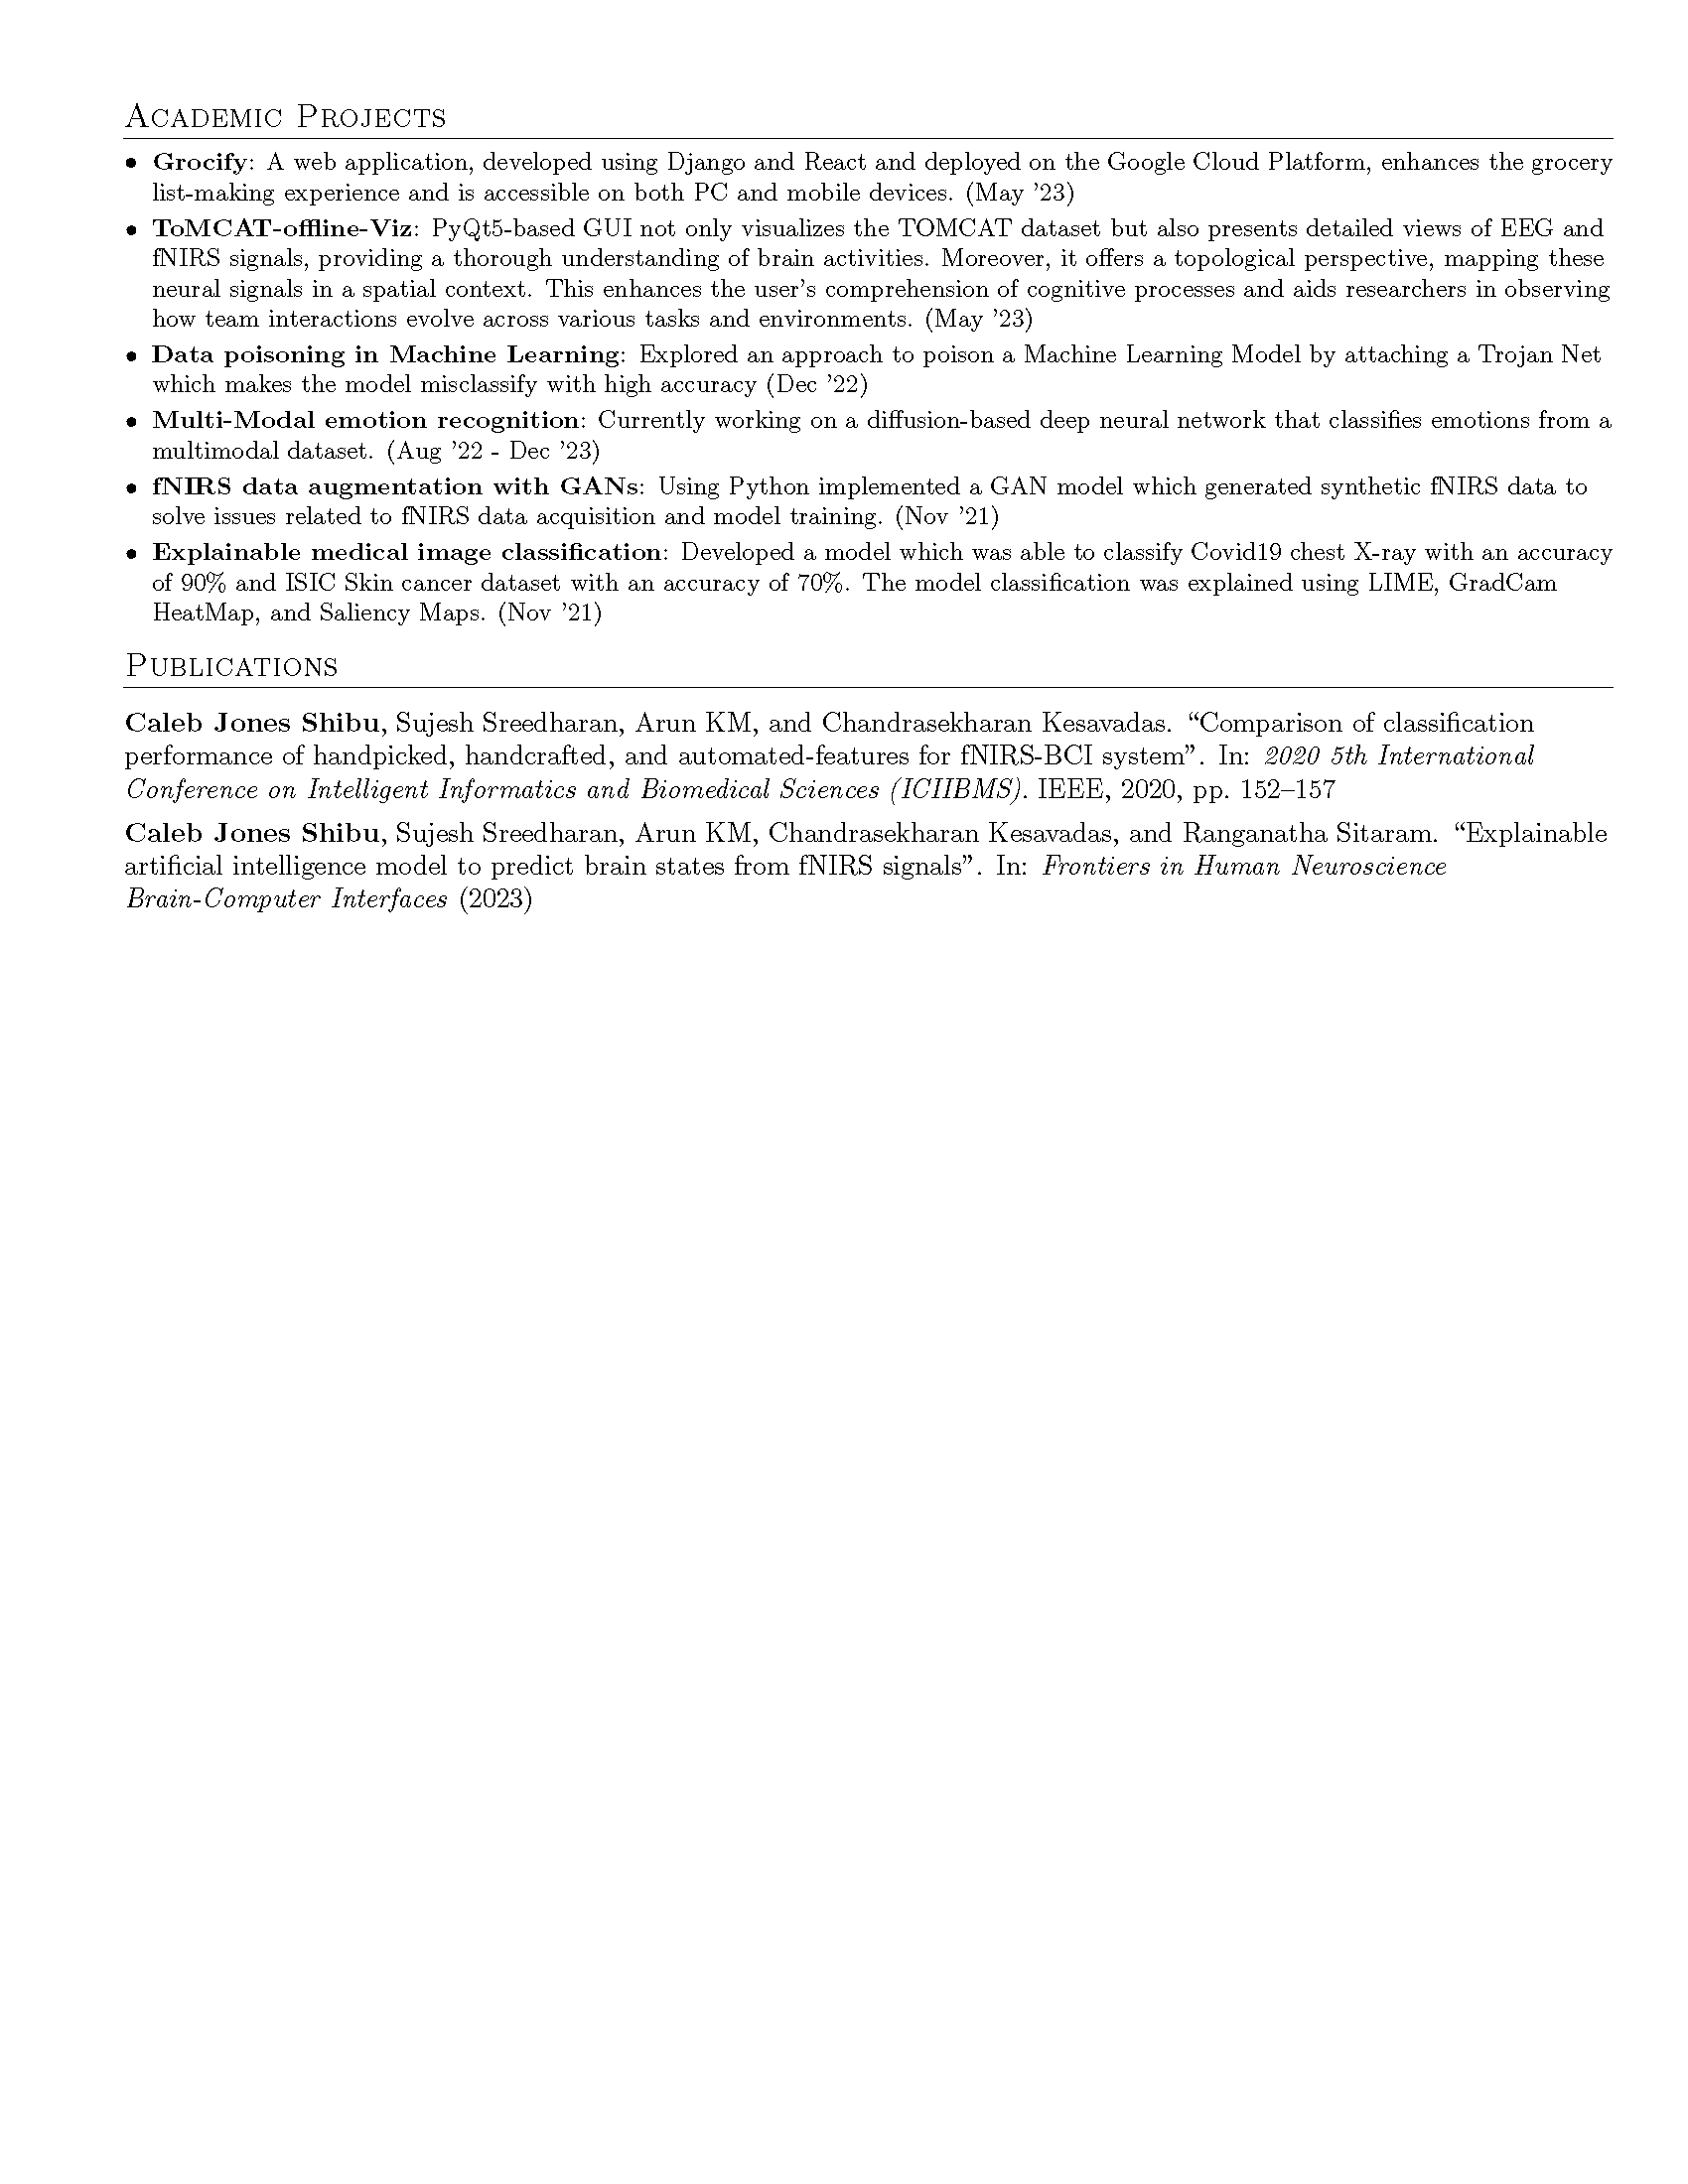 Academic Projects
• Grocify: A web application, developed using Django and React and deployed on the Google Cloud Platform, enhances the grocery
list-making experience and is accessible on both PC and mobile devices. (May ’23)
• ToMCAT-offline-Viz: PyQt5-based GUI not only visualizes the TOMCAT dataset but also presents detailed views of EEG and
fNIRS signals, providing a thorough understanding of brain activities. Moreover, it offers a topological perspective, mapping these
neural signals in a spatial context. This enhances the user’s comprehension of cognitive processes and aids researchers in observing
how team interactions evolve across various tasks and environments. (May ’23)
• Data poisoning in Machine Learning: Explored an approach to poison a Machine Learning Model by attaching a Trojan Net
which makes the model misclassify with high accuracy (Dec ’22)
• Multi-Modal emotion recognition: Currently working on a diffusion-based deep neural network that classifies emotions from a
multimodal dataset. (Aug ’22 - Dec ’23)
• fNIRS data augmentation with GANs: Using Python implemented a GAN model which generated synthetic fNIRS data to
solve issues related to fNIRS data acquisition and model training. (Nov ’21)
• Explainable medical image classification: Developed a model which was able to classify Covid19 chest X-ray with an accuracy
of 90% and ISIC Skin cancer dataset with an accuracy of 70%. The model classification was explained using LIME, GradCam
HeatMap, and Saliency Maps. (Nov ’21)
Publications
Caleb Jones Shibu, Sujesh Sreedharan, Arun KM, and Chandrasekharan Kesavadas. “Comparison of classification
performance of handpicked, handcrafted, and automated-features for fNIRS-BCI system”. In: 2020 5th International
Conference on Intelligent Informatics and Biomedical Sciences (ICIIBMS). IEEE, 2020, pp. 152–157
Caleb Jones Shibu, Sujesh Sreedharan, Arun KM, Chandrasekharan Kesavadas, and Ranganatha Sitaram. “Explainable
artificial intelligence model to predict brain states from fNIRS signals”. In: Frontiers in Human Neuroscience
Brain-Computer Interfaces (2023)